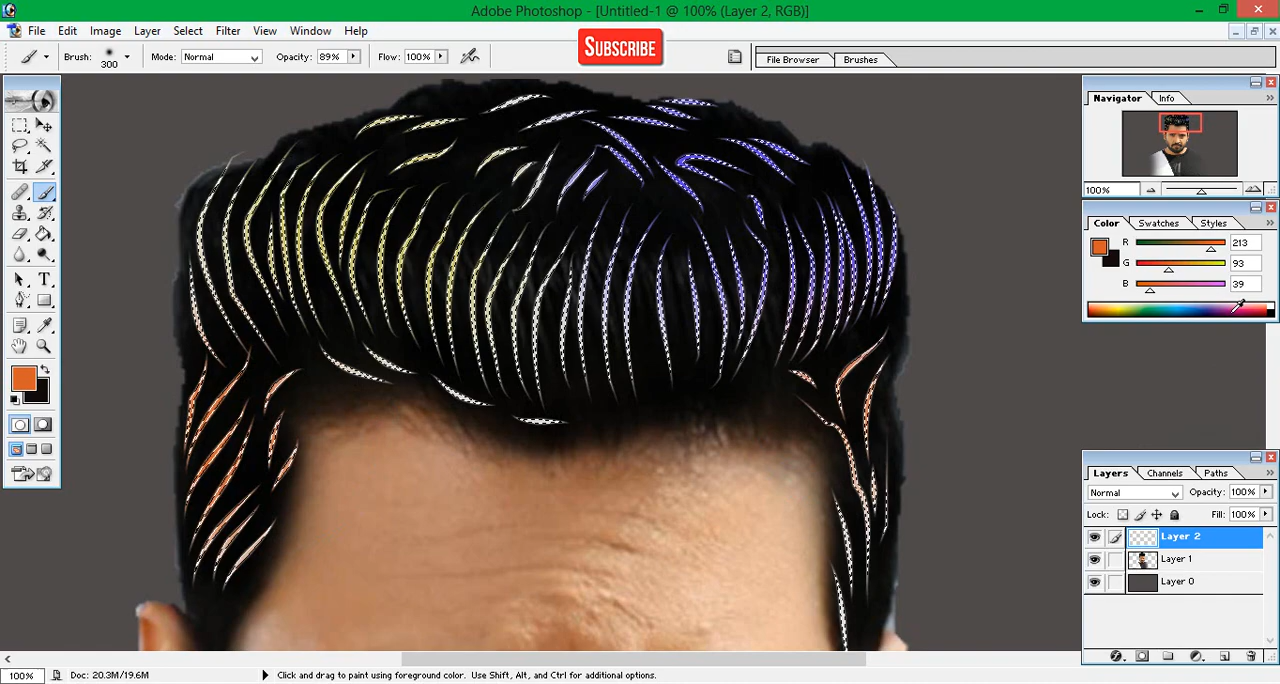 Adobe Photoshop - [Untitled-1 @ 100% (Layer 2, RGB)]
File Edit Image Layer Select Filter View Window Help
SUBSCRIBE
Brush: 300 Mode: Normal Opacity: 89% Flow: 100% File Browser Brushes
Navigator Info
100%
Color Swatches Styles
R 213
G 93
B 39
T
Layers Channels Paths
Normal Opacity: 100%
Lock: Fill: 100%
Layer 2
Layer 1
Layer 0
100% Doc: 20.3M/19.6M Click and drag to paint using foreground color. Use Shift, Alt, and Ctrl for additional options.